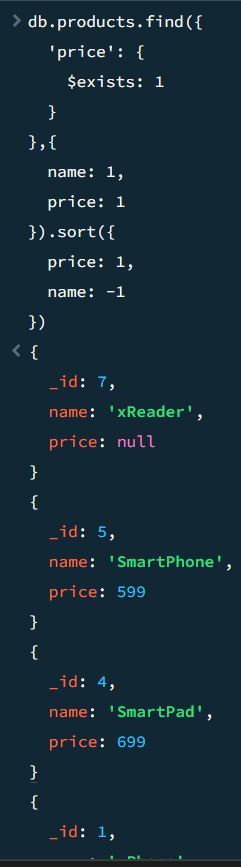 db.products.find({
'price': {
$exists: 1
}
},{
name: 1,
price: 1
}).sort({
price: 1,
name: -1
})
{
_id: 7,
name: 'xReader',
price: null
}
{
_id: 5,
name: 'SmartPhone',
price: 599
}
{
_id: 4,
name: 'SmartPad',
price: 699
}
{
_id: 1,